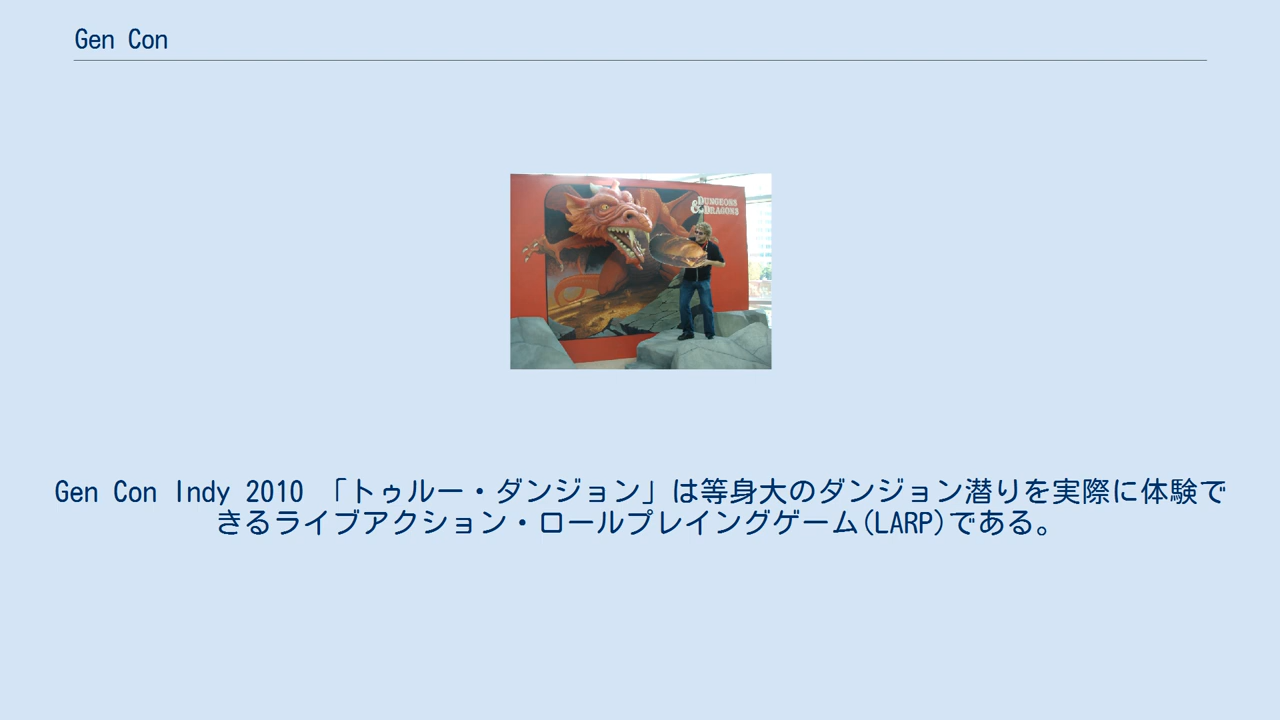 Gen Con
DUNGEONS
& DRAGONS
Gen Con Indy 2010 「トゥルー・ダンジョン」は等身大のダンジョン潜りを実際に体験で
きるライブアクション・ロールプレイングゲーム(LARP)である。